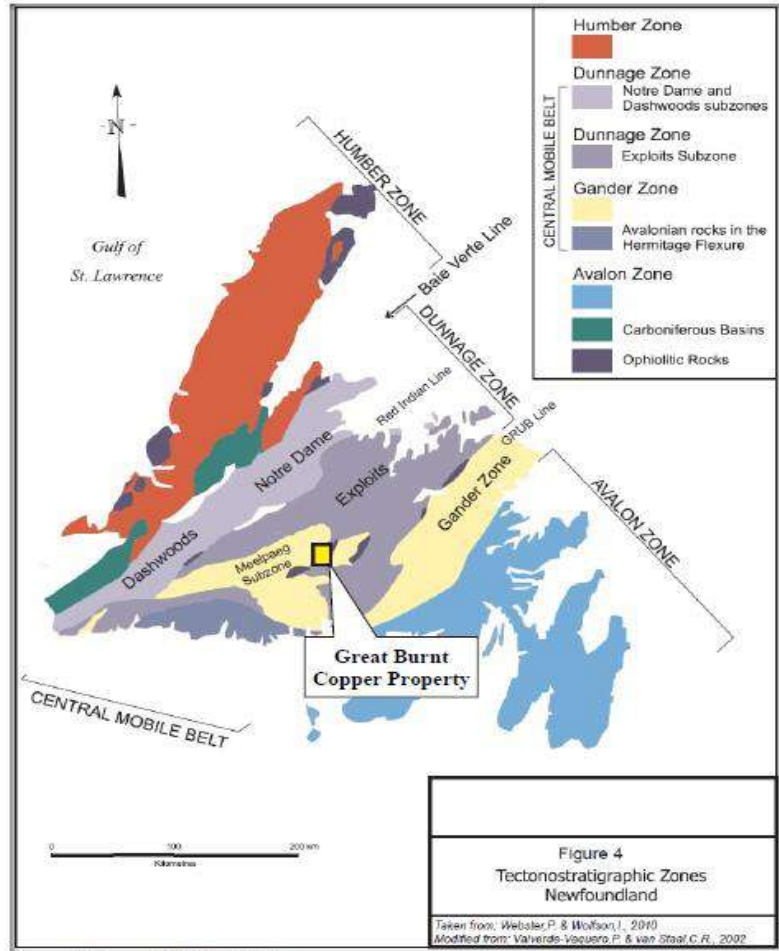 Humber Zone
Dunnage Zone
Notre Dame and
Dashwoods subzones
Dunnage Zone
Exploits Subzone
Gander Zone
Avalonian rocks in the
Hermitage Flexure
CENTRAL MOBILE BELT
Avalon Zone
Carboniferous Basins
Ophiolitic Rocks
N
Gulf of
St. Lawrence
HUMBER ZONE
Baie Verte Line
DUNNAGE ZONE
Red Indian Line
GRUB Line
AVALON ZONE
Notre Dame
Exploits
Gander Zone
Dashwoods
Meelpaeg
Subzone
Great Burnt
Copper Property
CENTRAL MOBILE BELT
0 100 200 km
Kilometres
Figure 4
Tectonostratigraphic Zones
Newfoundland
Taken from: Webster,P. & Wolfson,I., 2010
Modified from: Valverde-Vaquero,P. & van Staal,C.R., 2002